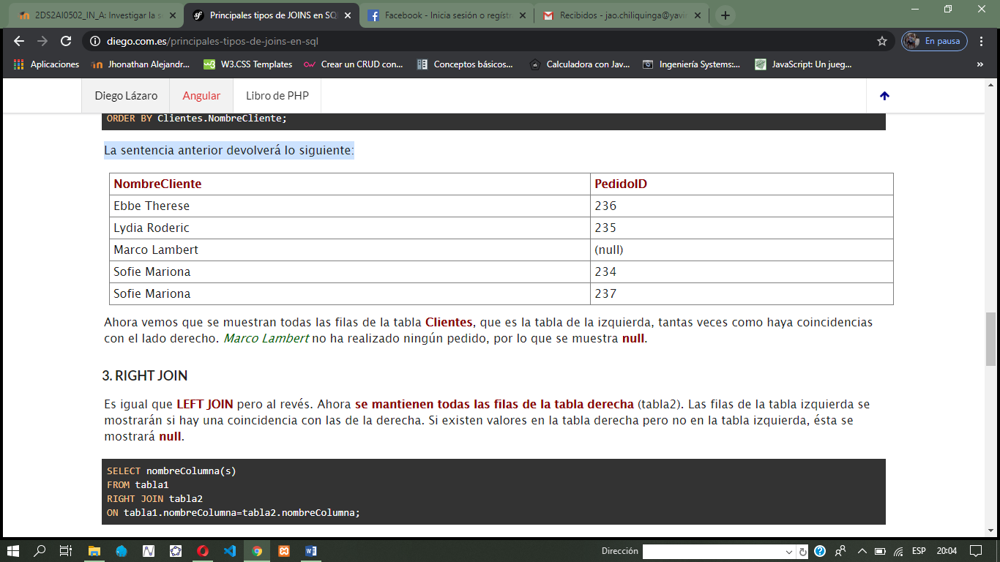 2DS2AI0502_IN_A: Investigar la s
Principales tipos de JOINS en SQ
Facebook - Inicia sesión o regístr
Recibidos - jao.chiliquinga@yavir
diego.com.es/principales-tipos-de-joins-en-sql
En pausa
Aplicaciones
Jhonathan Alejandr...
W3.CSS Templates
Crear un CRUD con...
Conceptos básicos...
Calculadora con Jav...
Ingeniería Systems:...
JavaScript: Un jueg...
»
Diego Lázaro
Angular
Libro de PHP
ORDER BY Clientes.NombreCliente;
La sentencia anterior devolverá lo siguiente:
NombreCliente PedidoID
Ebbe Therese 236
Lydia Roderic 235
Marco Lambert (null)
Sofie Mariona 234
Sofie Mariona 237
Ahora vemos que se muestran todas las filas de la tabla Clientes, que es la tabla de la izquierda, tantas veces como haya coincidencias
con el lado derecho. Marco Lambert no ha realizado ningún pedido, por lo que se muestra null.
3. RIGHT JOIN
Es igual que LEFT JOIN pero al revés. Ahora se mantienen todas las filas de la tabla derecha (tabla2). Las filas de la tabla izquierda se
mostrarán si hay una coincidencia con las de la derecha. Si existen valores en la tabla derecha pero no en la tabla izquierda, ésta se
mostrará null.
SELECT nombreColumna(s)
FROM tabla1
RIGHT JOIN tabla2
ON tabla1.nombreColumna=tabla2.nombreColumna;
Dirección
ESP
20:04